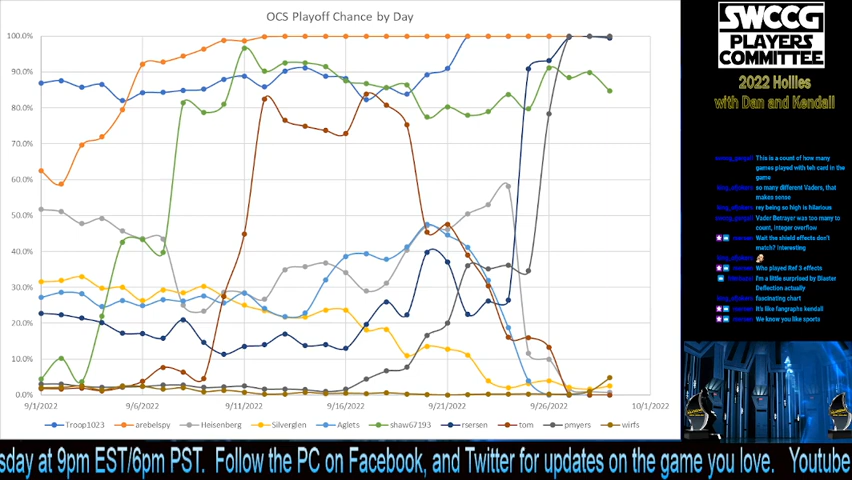 OCS Playoff Chance by Day
100.0%
90.0%
80.0%
70.0%
60.0%
50.0%
40.0%
30.0%
20.0%
10.0%
0.0%
9/1/2022
9/6/2022
9/11/2022
9/16/2022
9/21/2022
9/26/2022
10/1/2022
Troop1023
arebelspy
Heisenberg
Silverglen
Aglets
shaw67193
rsersen
tom
pmyers
wirfs
SWCCG
PLAYERS
COMMITTEE
2022 Hollies
with Dan and Kendall
This is a count of how many
games played with teh card in the
game
so many different Vaders, that
makes sense
rey being so high is hilarious
Vader Betrayer was too many to
count, integer overflow
Wait the shield effects don't
match? Interesting
Who played Ref 3 effects
I'm a little surprised by Blaster
Deflection actually
fascinating chart
It's like fangraphs kendall
We know you like sports
sday at 9pm EST/6pm PST. Follow the PC on Facebook, and Twitter for updates on the game you love. Youtube